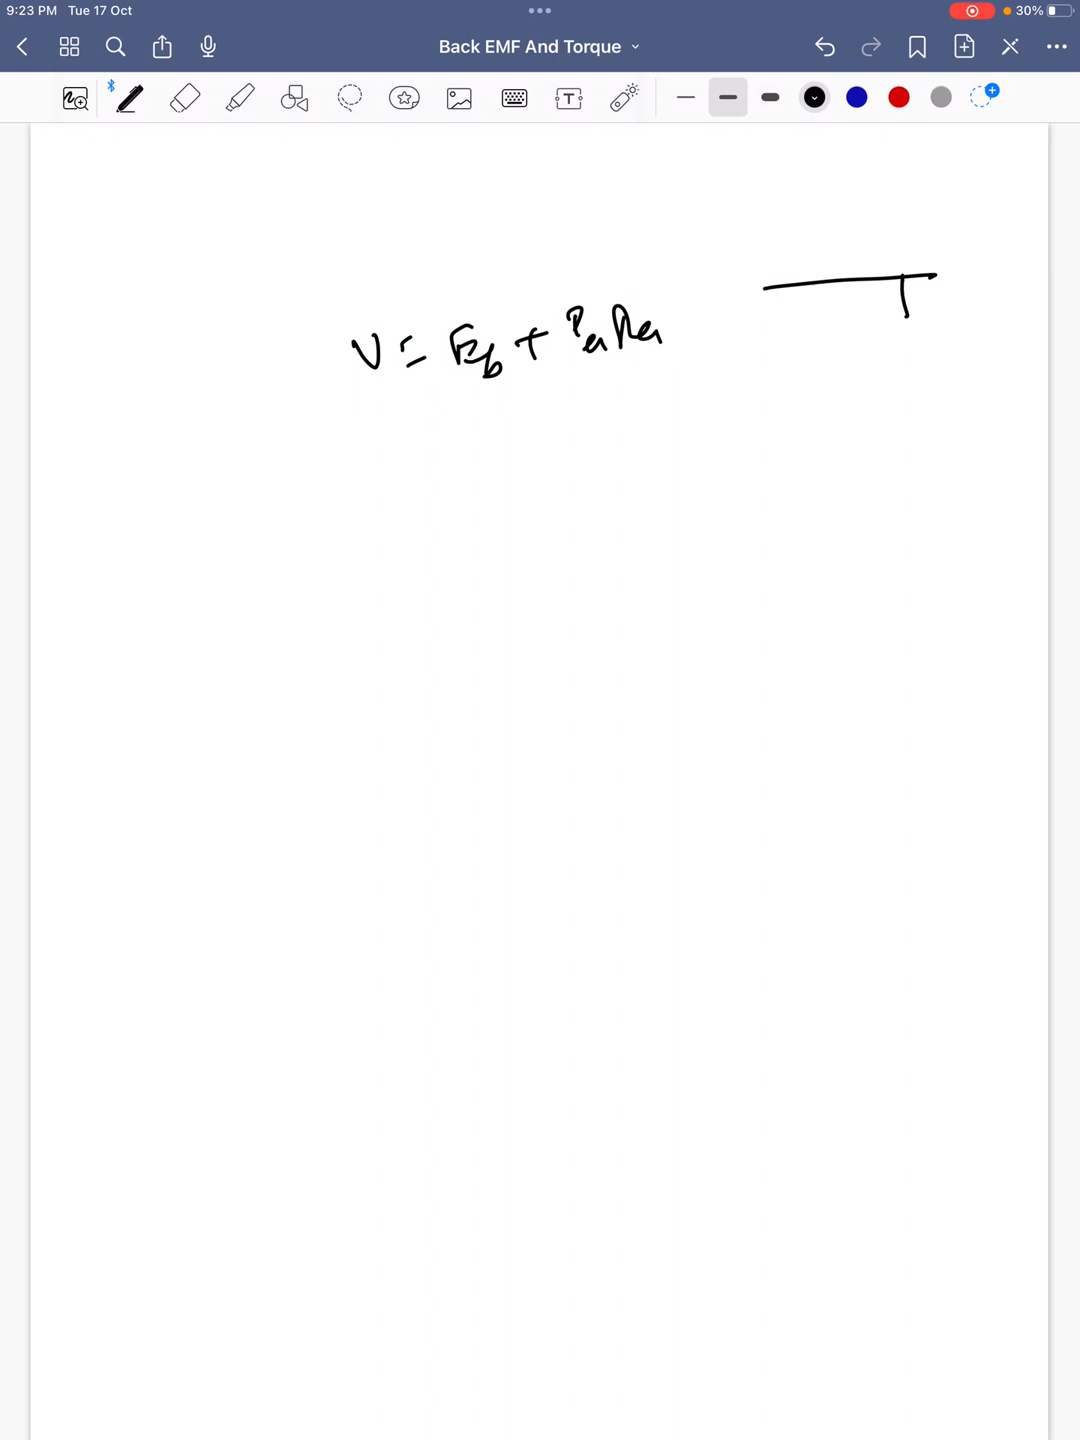 9:23 PM Tue 17 Oct 30%
Back EMF And Torque
V = Eb + IaRa